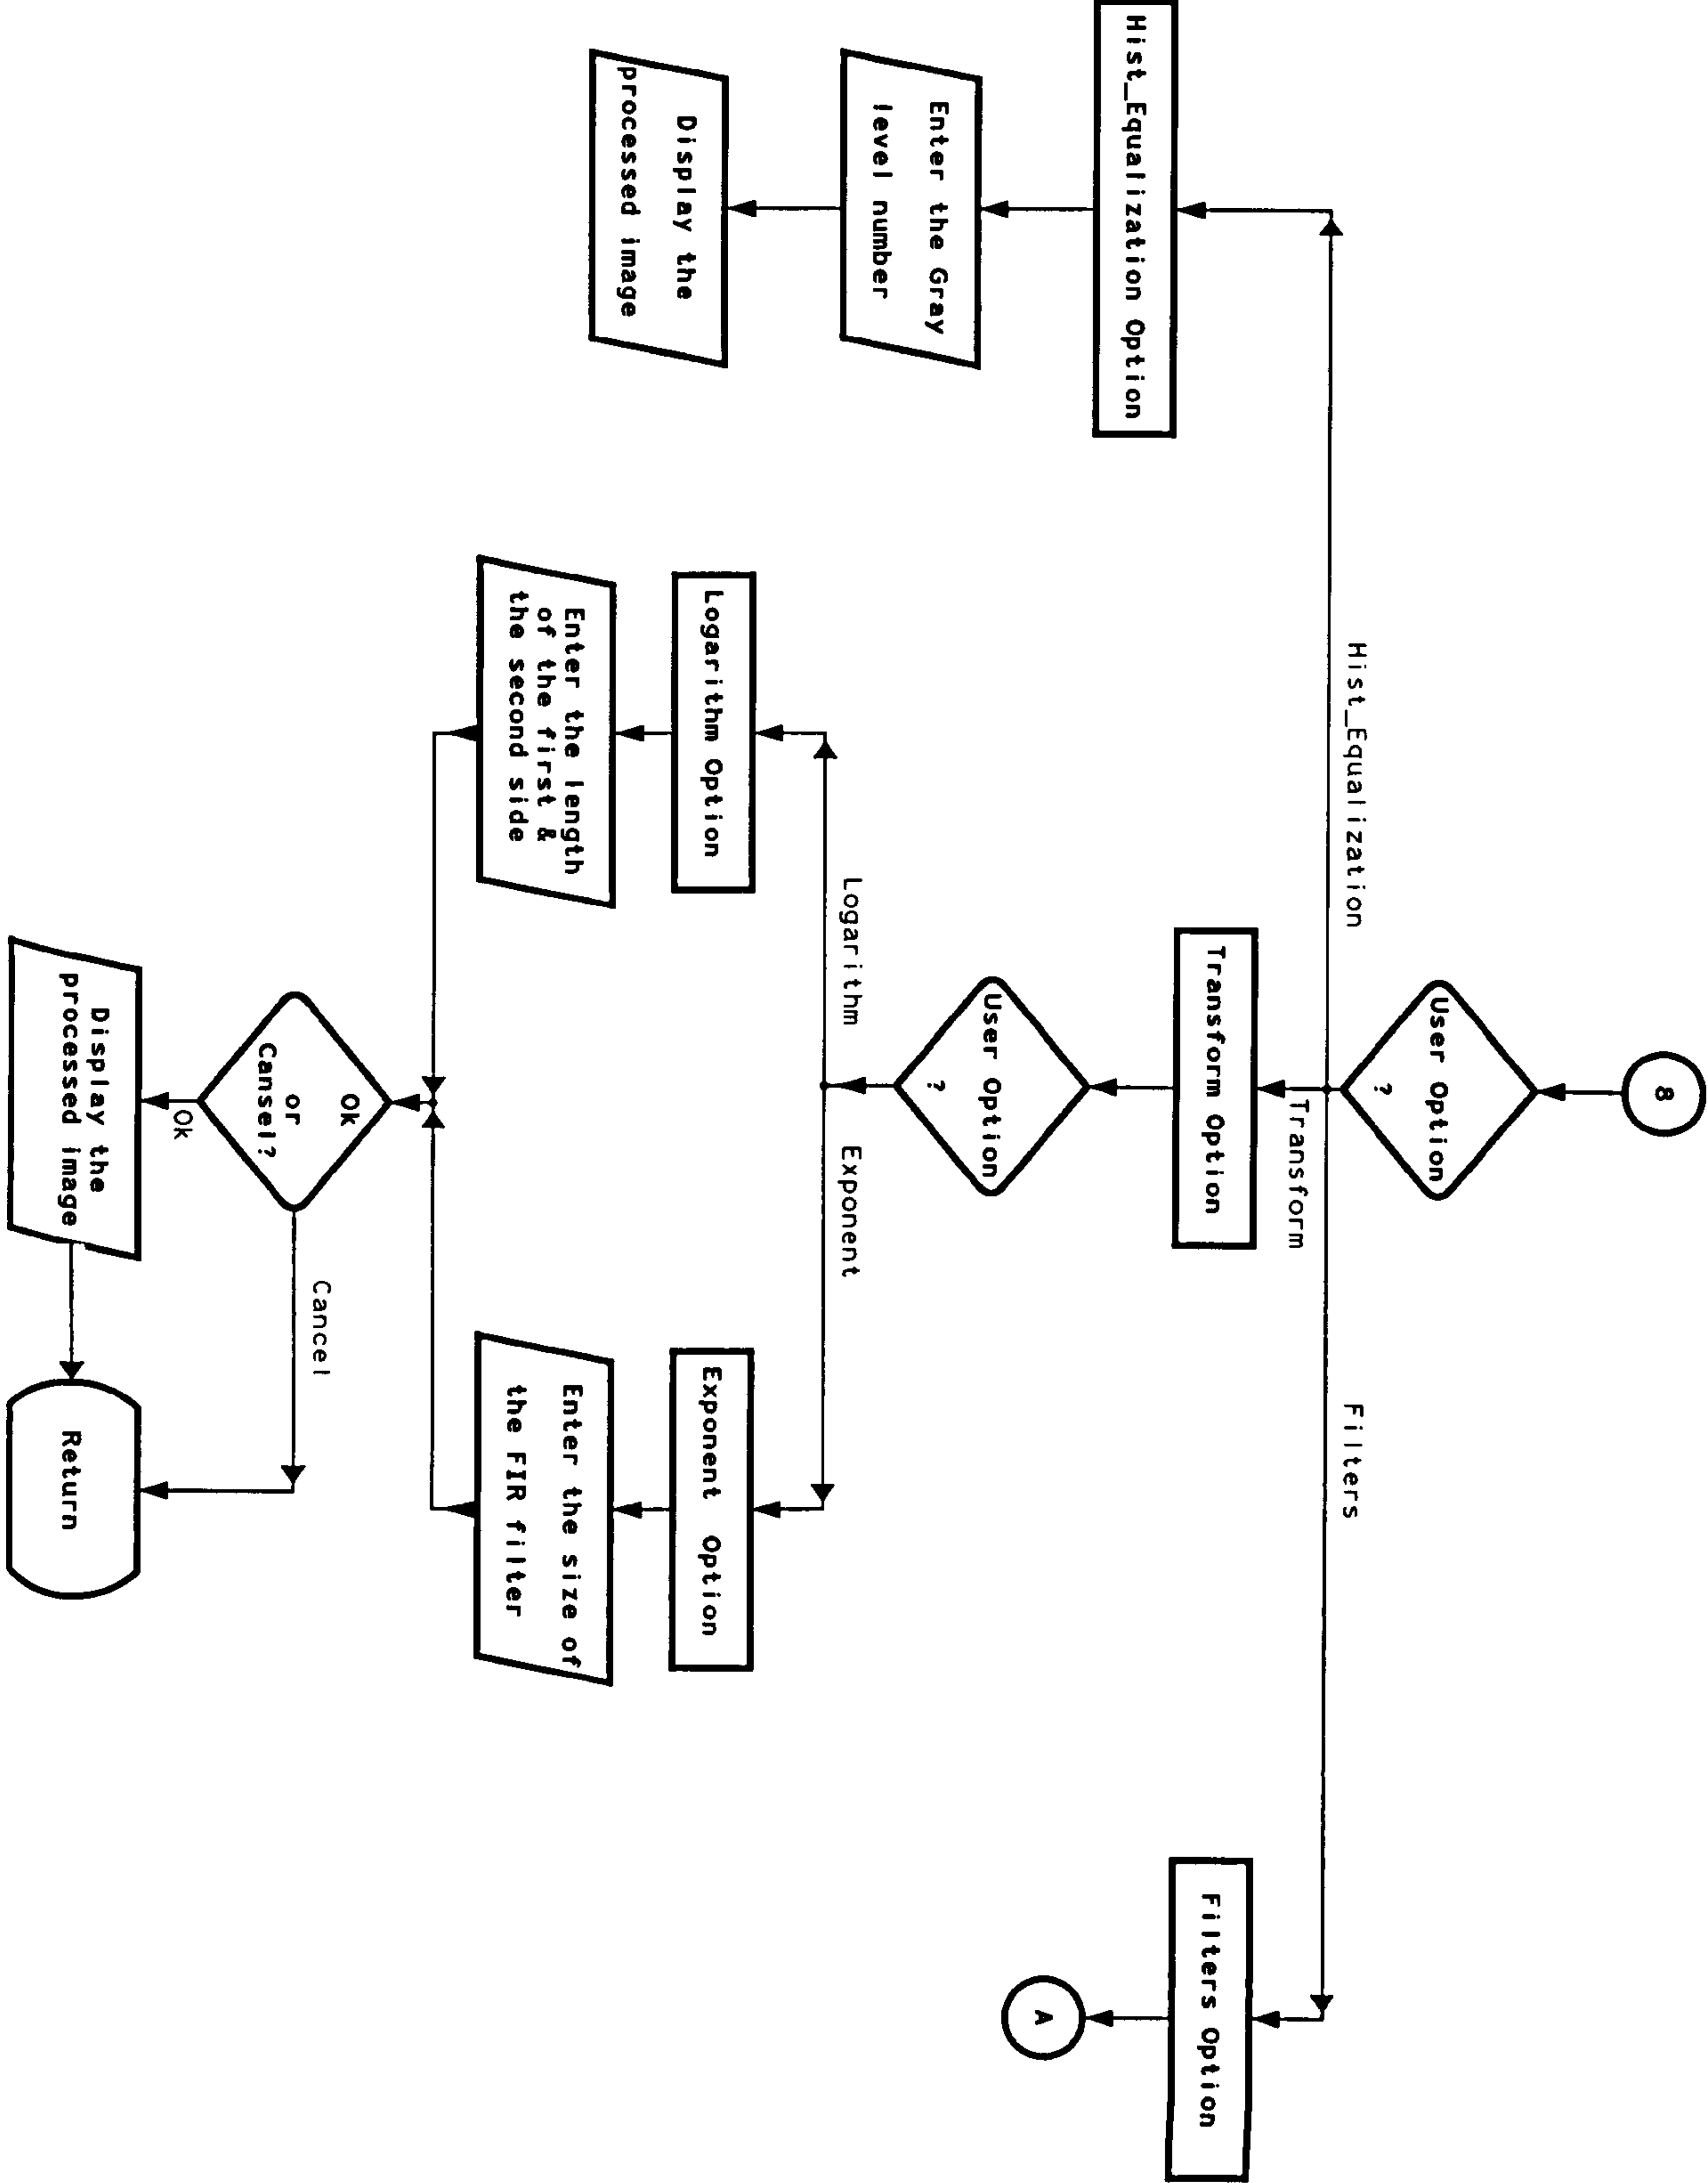 8
User Option
?
Hist_Equalization
Transform
Filters
Hist_Equalization Option
Transform Option
Filters Option
Enter the Gray
level number
User Option
?
A
Display the
processed image
Logarithm
Exponent
Logarithm Option
Exponent Option
Enter the length
of the first &
the second side
Enter the size of
the FIR filter
Ok
or
Cansel?
Cancel
Ok
Display the
processed image
Return